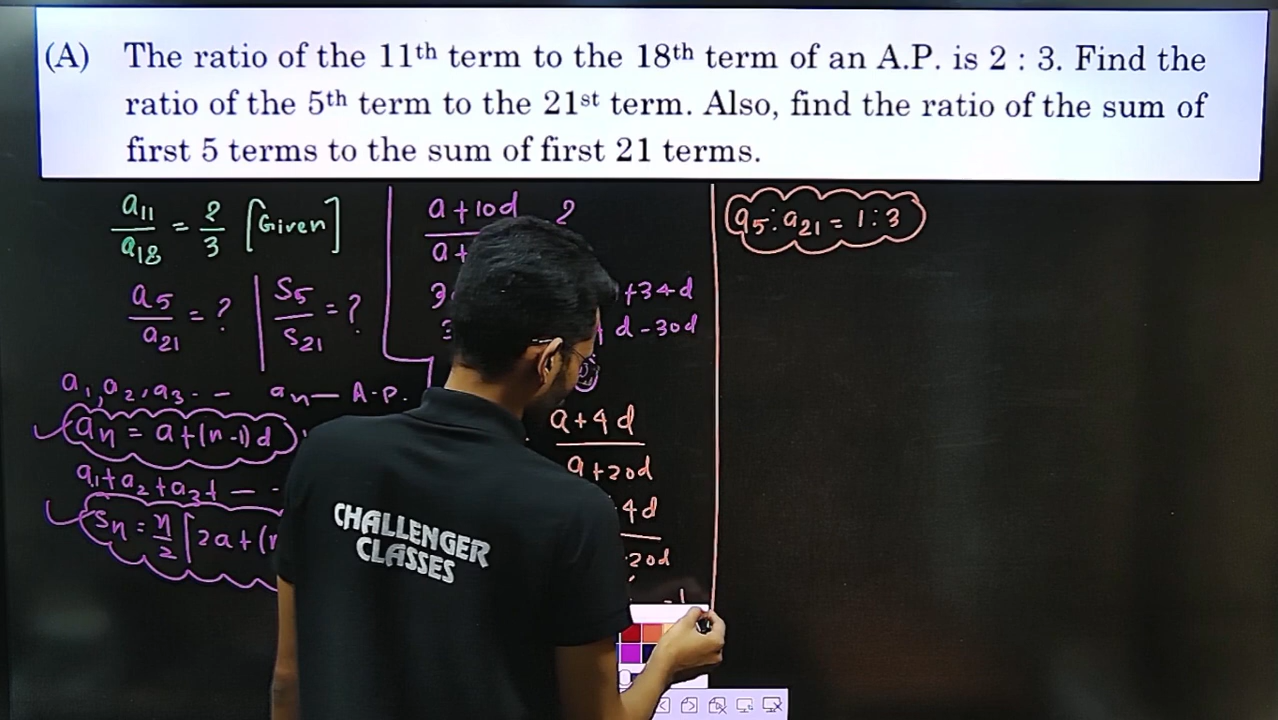 (A) The ratio of the 11th term to the 18th term of an A.P. is 2 : 3. Find the
ratio of the 5th term to the 21st term. Also, find the ratio of the sum of
first 5 terms to the sum of first 21 terms.
a11/a18 = 2/3 [Given]
a5/a21 = ? | S5/S21 = ?
a1, a2, a3 - - an — A.P.
an = a+(n-1)d
a1+a2+a3+ — -
Sn = n/2 [2a+(
a+10d 2
a+
3
+34d
3
d-30d
a+4d
a+20d
4d
20d
a5 : a21 = 1 : 3
CHALLENGER
CLASSES